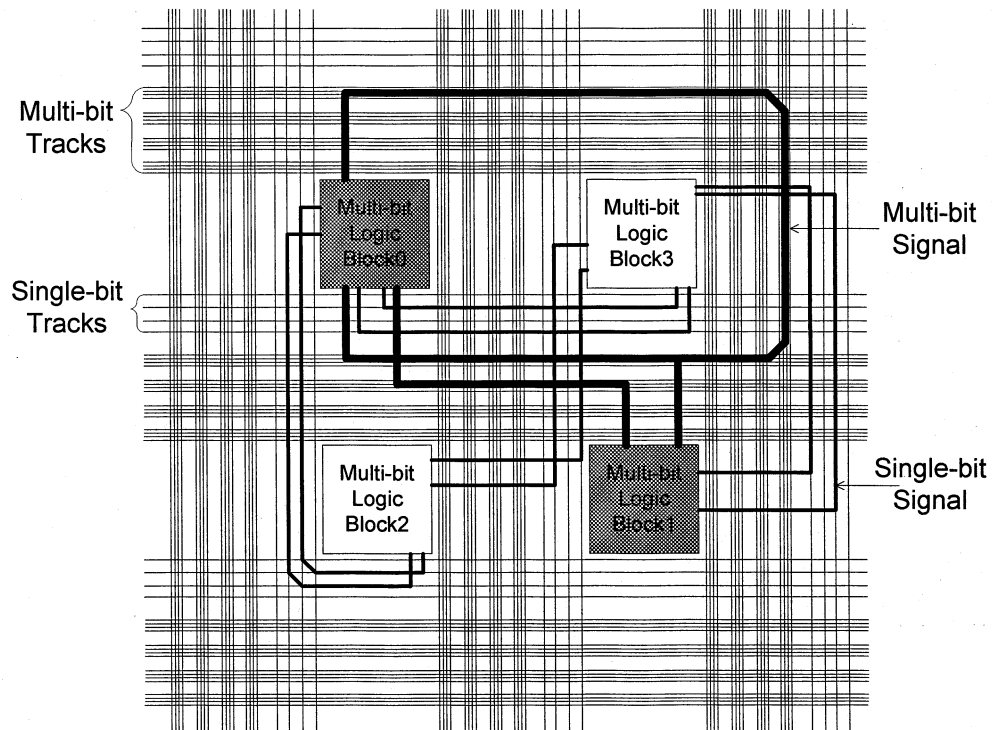 Multi-bit
Tracks
Multi-bit
Logic
Block0
Multi-bit
Logic
Block3
Multi-bit
Signal
Single-bit
Tracks
Multi-bit
Logic
Block2
Multi-bit
Logic
Block1
Single-bit
Signal